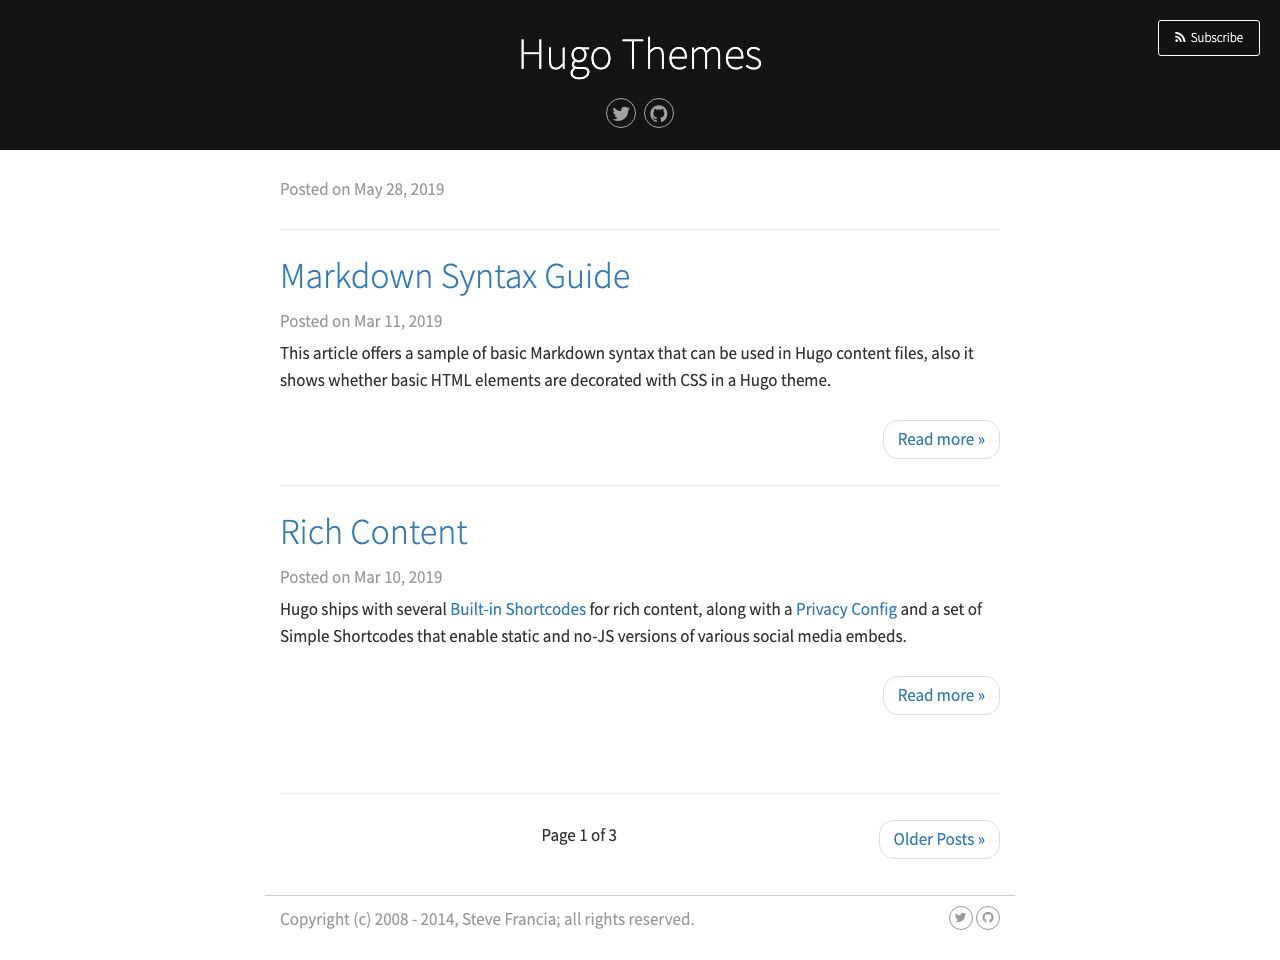 Hugo Themes
Subscribe
Posted on May 28, 2019
Markdown Syntax Guide
Posted on Mar 11, 2019
This article offers a sample of basic Markdown syntax that can be used in Hugo content files, also it
shows whether basic HTML elements are decorated with CSS in a Hugo theme.
Read more »
Rich Content
Posted on Mar 10, 2019
Hugo ships with several Built-in Shortcodes for rich content, along with a Privacy Config and a set of
Simple Shortcodes that enable static and no-JS versions of various social media embeds.
Read more »
Page 1 of 3
Older Posts »
Copyright (c) 2008 - 2014, Steve Francia; all rights reserved.